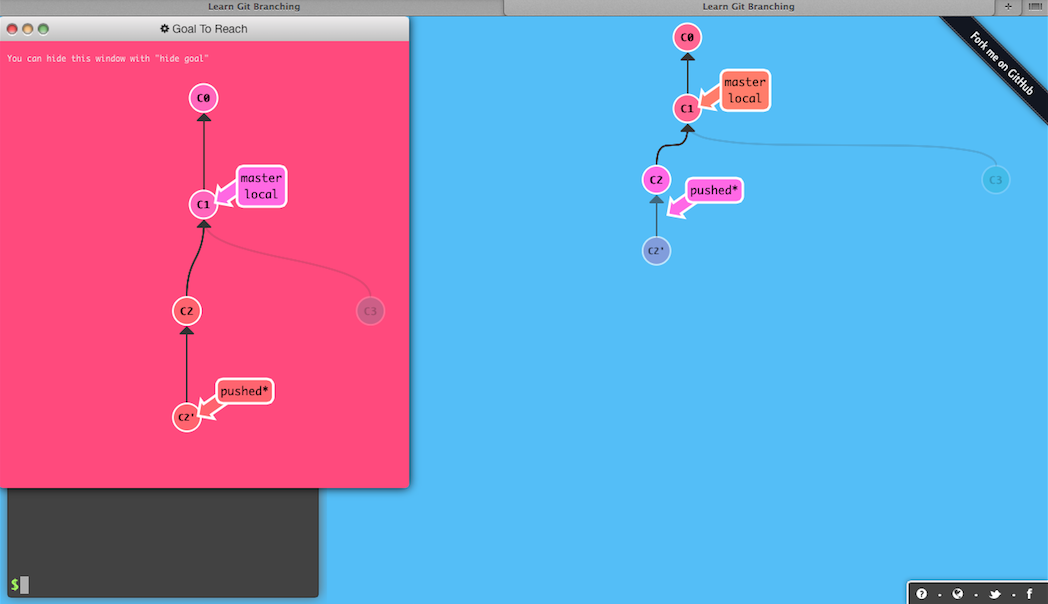 Learn Git Branching
Learn Git Branching
Goal To Reach
You can hide this window with "hide goal"
C0
master
local
C1
C2
C3
pushed*
C2'
$
C0
master
local
C1
C2
pushed*
C3
C2'
Fork me on GitHub